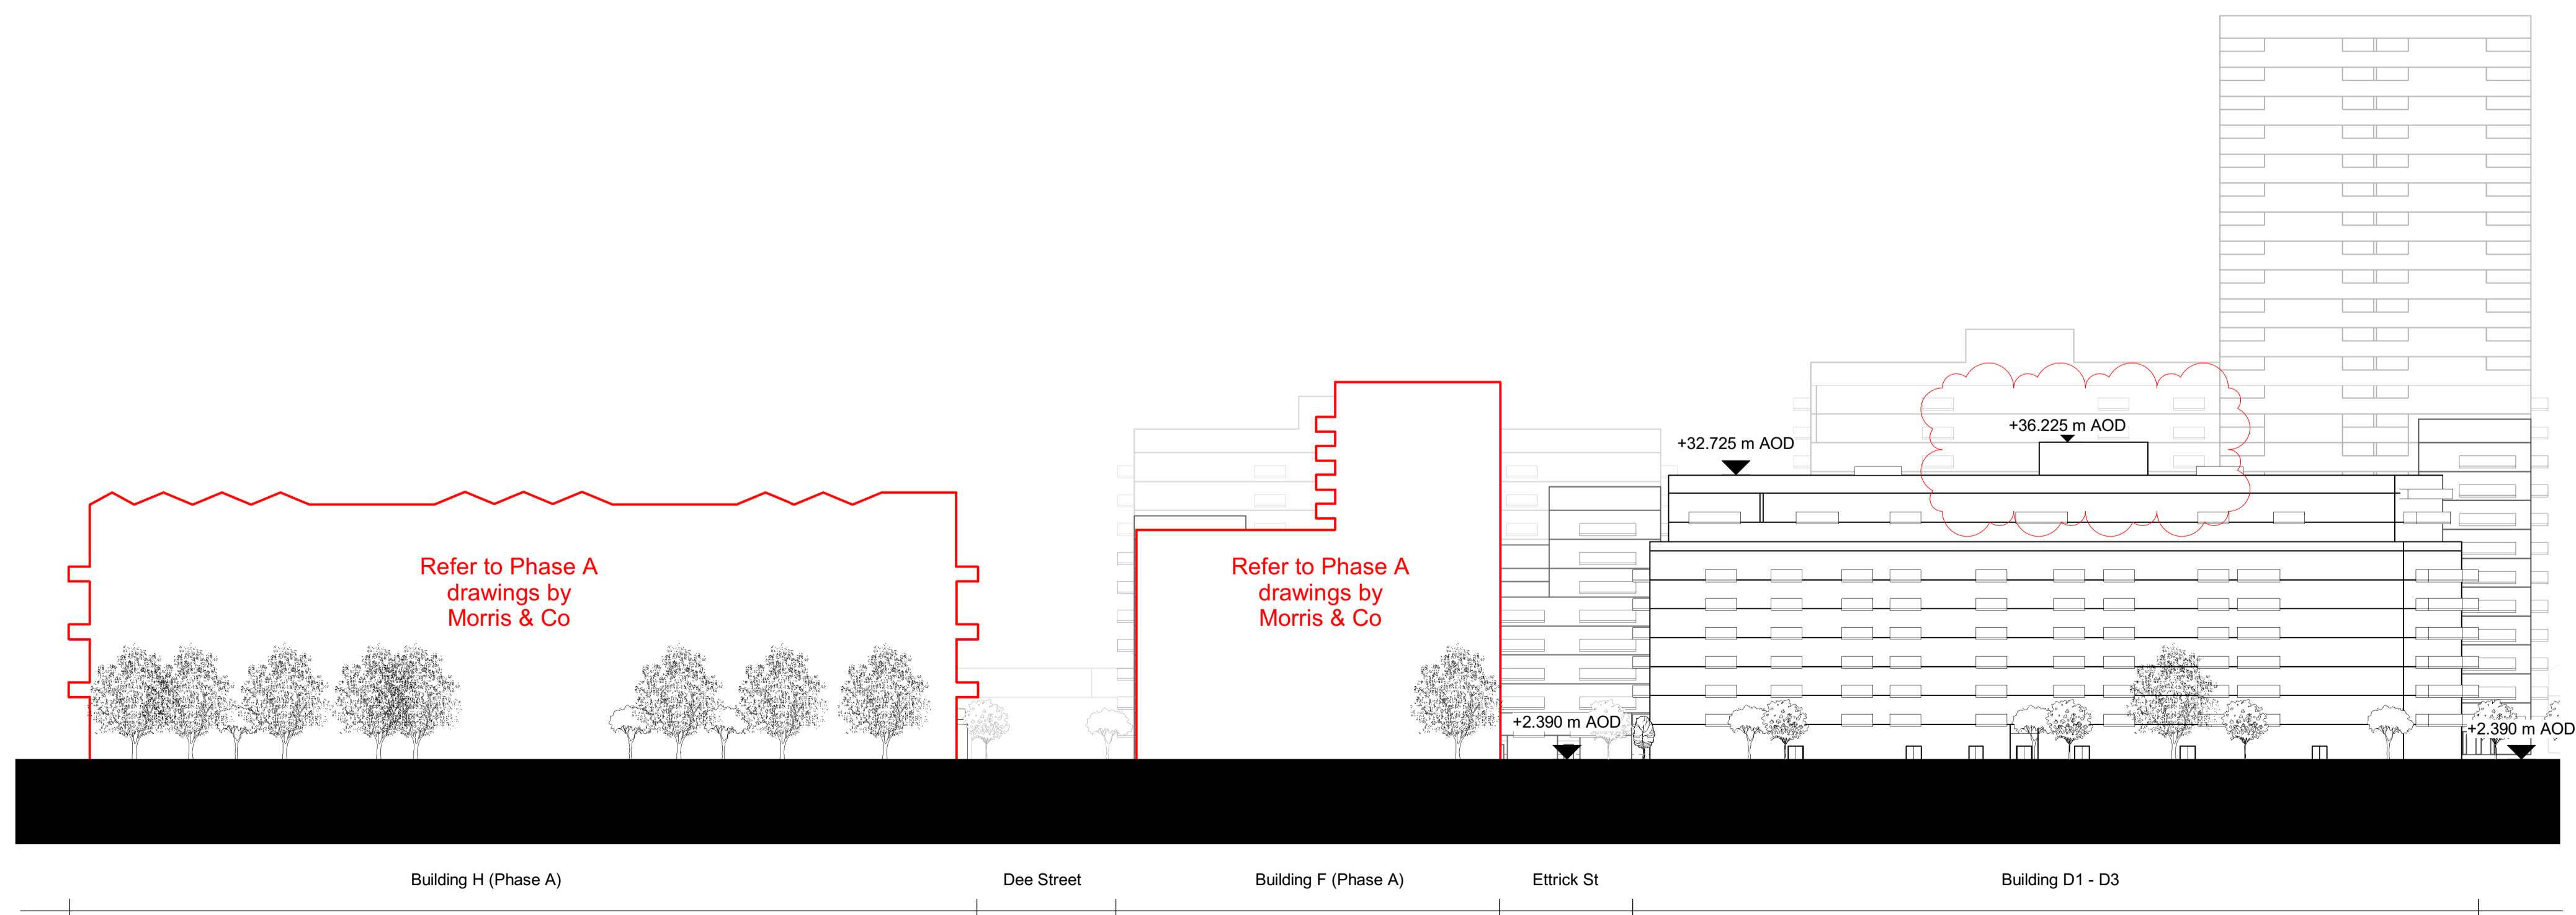 +36.225 m AOD
+32.725 m AOD
Refer to Phase A
drawings by
Morris & Co
Refer to Phase A
drawings by
Morris & Co
+2.390 m AOD
+2.390 m AOD
Building H (Phase A)
Dee Street
Building F (Phase A)
Ettrick St
Building D1 - D3